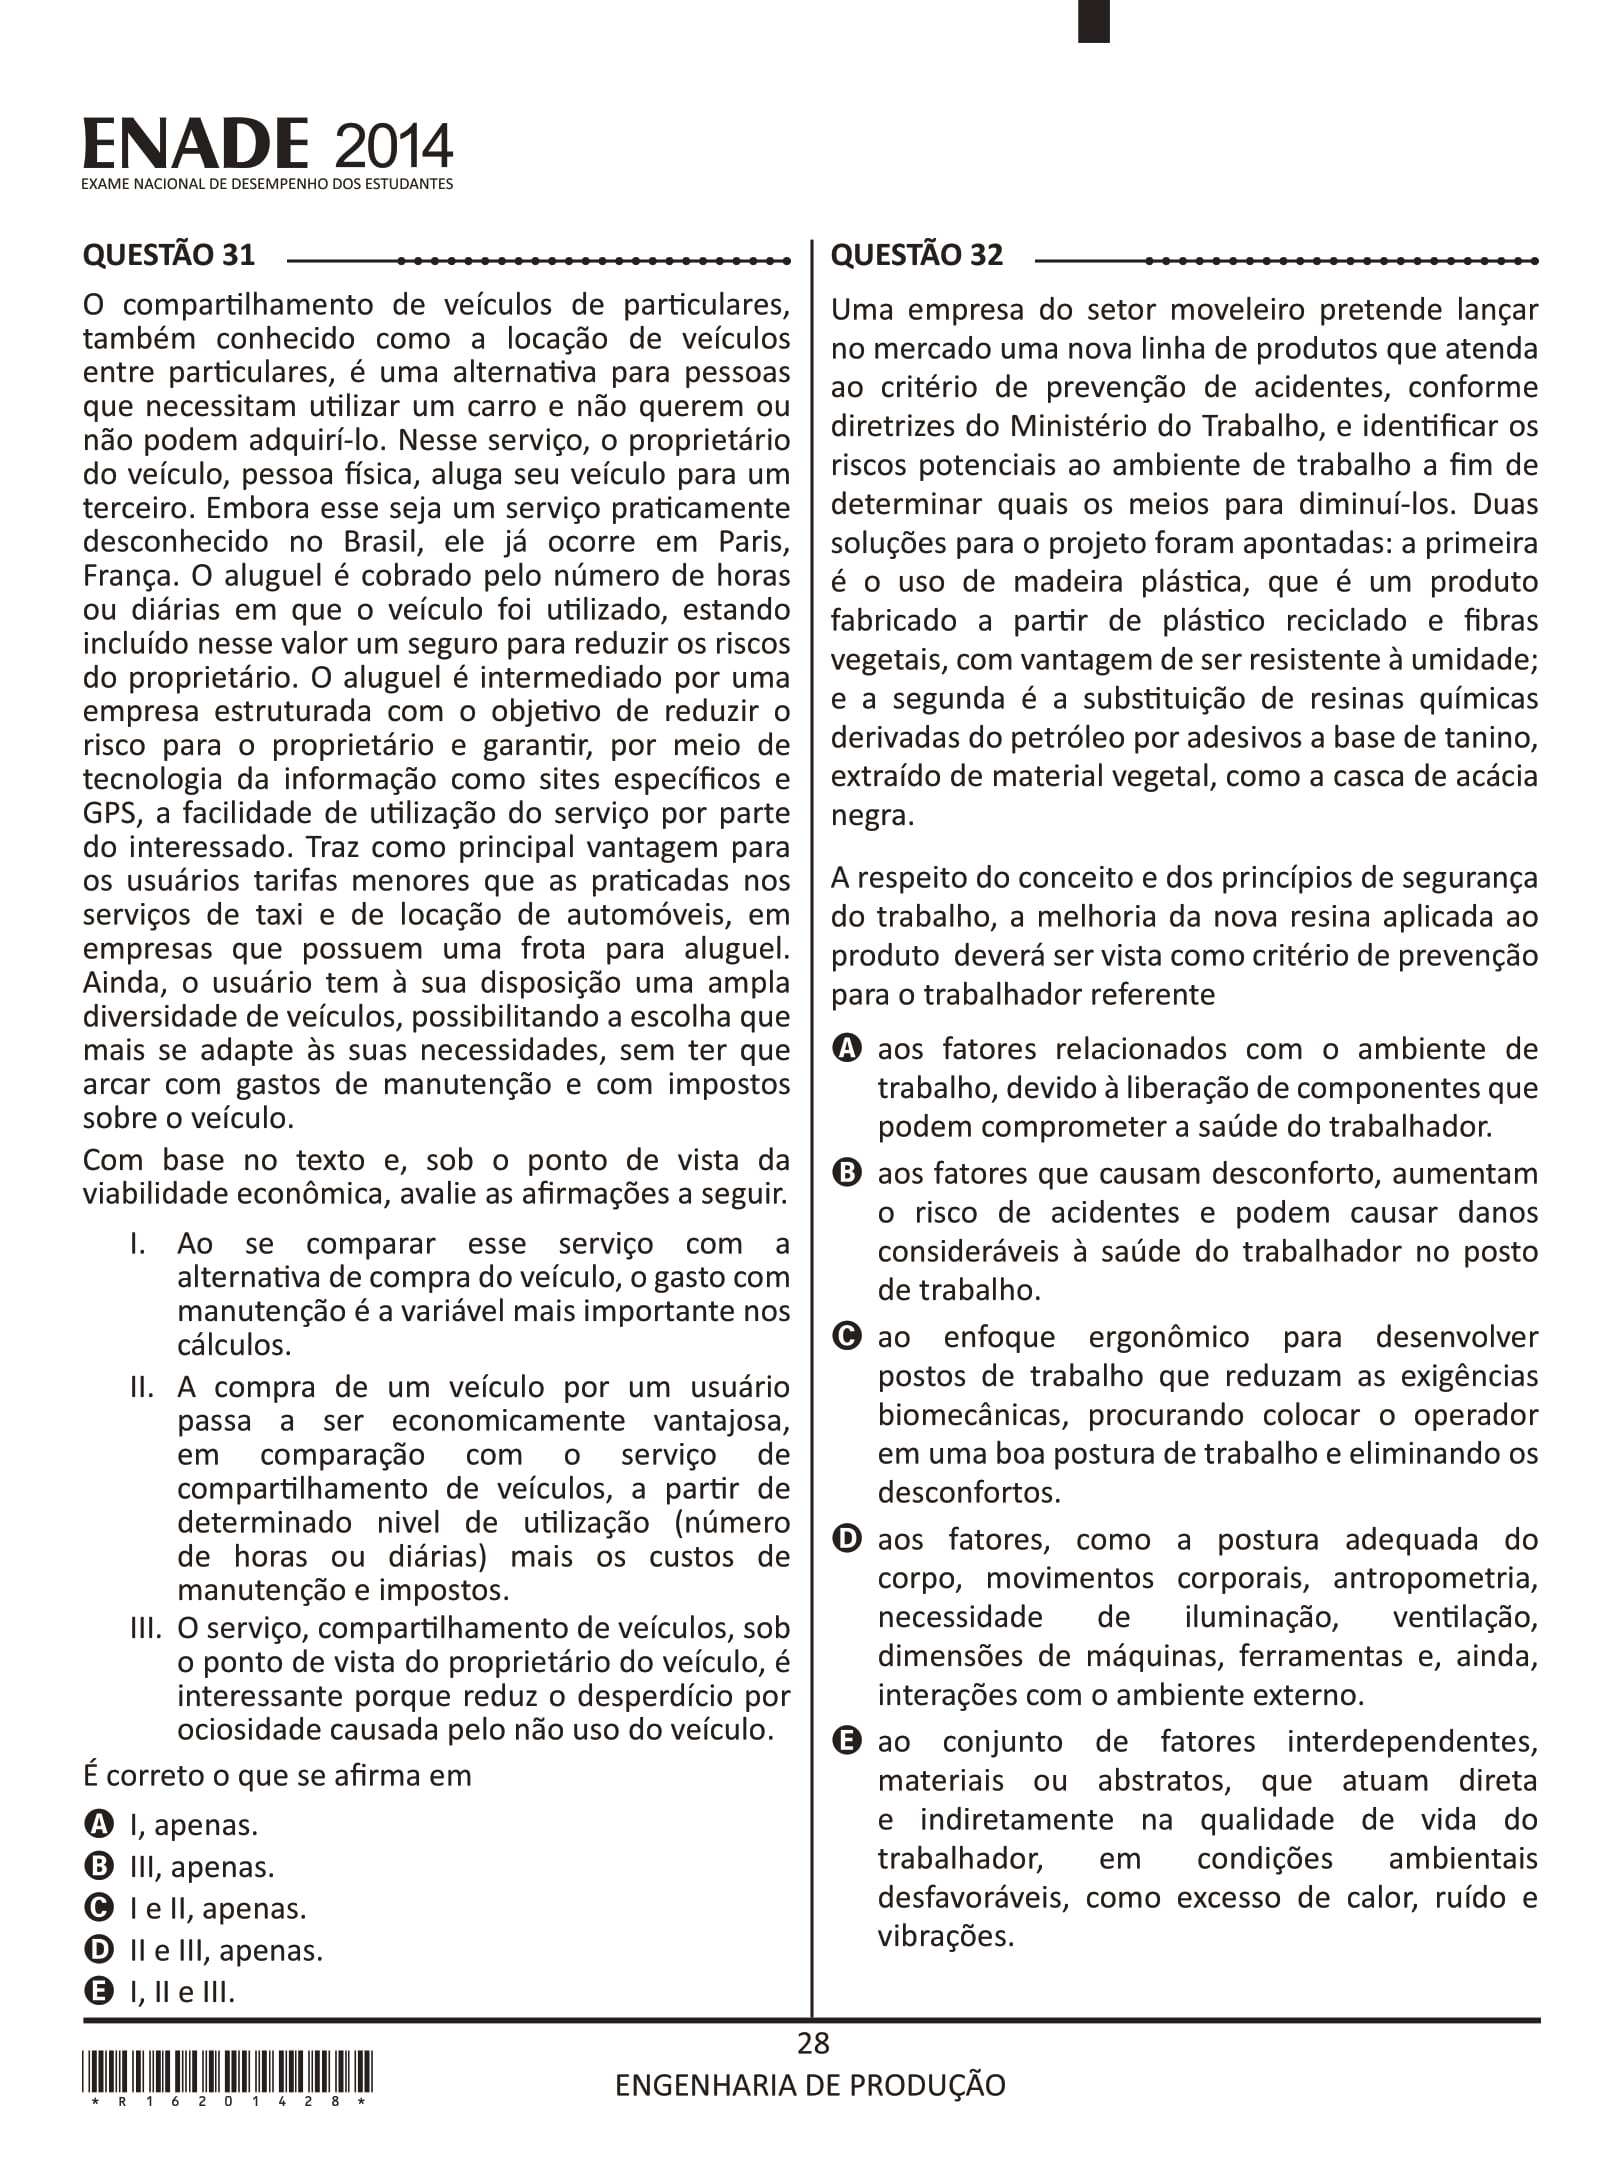 ENADE 2014
EXAME NACIONAL DE DESEMPENHO DOS ESTUDANTES
QUESTÃO 31
O compartilhamento de veículos de particulares,
também conhecido como a locação de veículos
entre particulares, é uma alternativa para pessoas
que necessitam utilizar um carro e não querem ou
não podem adquirí-lo. Nesse serviço, o proprietário
do veículo, pessoa física, aluga seu veículo para um
terceiro. Embora esse seja um serviço praticamente
desconhecido no Brasil, ele já ocorre em Paris,
França. O aluguel é cobrado pelo número de horas
ou diárias em que o veículo foi utilizado, estando
incluído nesse valor um seguro para reduzir os riscos
do proprietário. O aluguel é intermediado por uma
empresa estruturada com o objetivo de reduzir o
risco para o proprietário e garantir, por meio de
tecnologia da informação como sites específicos e
GPS, a facilidade de utilização do serviço por parte
do interessado. Traz como principal vantagem para
os usuários tarifas menores que as praticadas nos
serviços de taxi e de locação de automóveis, em
empresas que possuem uma frota para aluguel.
Ainda, o usuário tem à sua disposição uma ampla
diversidade de veículos, possibilitando a escolha que
mais se adapte às suas necessidades, sem ter que
arcar com gastos de manutenção e com impostos
sobre o veículo.
Com base no texto e, sob o ponto de vista da
viabilidade econômica, avalie as afirmações a seguir.
I. Ao se comparar esse serviço com a
alternativa de compra do veículo, o gasto com
manutenção é a variável mais importante nos
cálculos.
II. A compra de um veículo por um usuário
passa a ser economicamente vantajosa,
em comparação com o serviço de
compartilhamento de veículos, a partir de
determinado nivel de utilização (número
de horas ou diárias) mais os custos de
manutenção e impostos.
III. O serviço, compartilhamento de veículos, sob
o ponto de vista do proprietário do veículo, é
interessante porque reduz o desperdício por
ociosidade causada pelo não uso do veículo.
É correto o que se afirma em
A I, apenas.
B III, apenas.
C I e II, apenas.
D II e III, apenas.
E I, II e III.
QUESTÃO 32
Uma empresa do setor moveleiro pretende lançar
no mercado uma nova linha de produtos que atenda
ao critério de prevenção de acidentes, conforme
diretrizes do Ministério do Trabalho, e identificar os
riscos potenciais ao ambiente de trabalho a fim de
determinar quais os meios para diminuí-los. Duas
soluções para o projeto foram apontadas: a primeira
é o uso de madeira plástica, que é um produto
fabricado a partir de plástico reciclado e fibras
vegetais, com vantagem de ser resistente à umidade;
e a segunda é a substituição de resinas químicas
derivadas do petróleo por adesivos a base de tanino,
extraído de material vegetal, como a casca de acácia
negra.
A respeito do conceito e dos princípios de segurança
do trabalho, a melhoria da nova resina aplicada ao
produto deverá ser vista como critério de prevenção
para o trabalhador referente
A aos fatores relacionados com o ambiente de
trabalho, devido à liberação de componentes que
podem comprometer a saúde do trabalhador.
B aos fatores que causam desconforto, aumentam
o risco de acidentes e podem causar danos
consideráveis à saúde do trabalhador no posto
de trabalho.
C ao enfoque ergonômico para desenvolver
postos de trabalho que reduzam as exigências
biomecânicas, procurando colocar o operador
em uma boa postura de trabalho e eliminando os
desconfortos.
D aos fatores, como a postura adequada do
corpo, movimentos corporais, antropometria,
necessidade de iluminação, ventilação,
dimensões de máquinas, ferramentas e, ainda,
interações com o ambiente externo.
E ao conjunto de fatores interdependentes,
materiais ou abstratos, que atuam direta
e indiretamente na qualidade de vida do
trabalhador, em condições ambientais
desfavoráveis, como excesso de calor, ruído e
vibrações.
28
ENGENHARIA DE PRODUÇÃO
*R16201428*